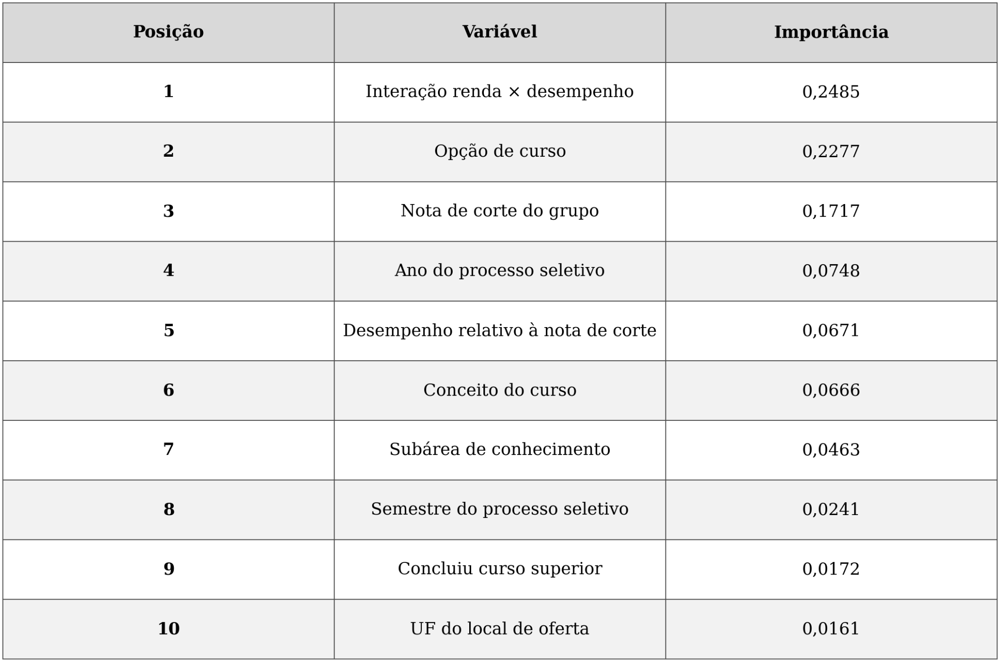 Posição Variável Importância
1 Interação renda × desempenho 0,2485
2 Opção de curso 0,2277
3 Nota de corte do grupo 0,1717
4 Ano do processo seletivo 0,0748
5 Desempenho relativo à nota de corte 0,0671
6 Conceito do curso 0,0666
7 Subárea de conhecimento 0,0463
8 Semestre do processo seletivo 0,0241
9 Concluiu curso superior 0,0172
10 UF do local de oferta 0,0161